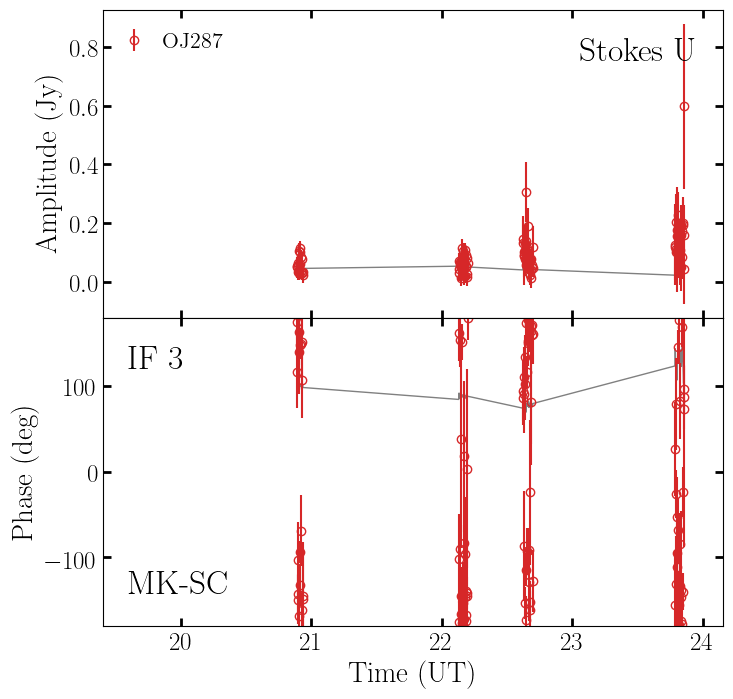 OJ287
Stokes U
0.8
0.6
0.4
0.2
0.0
Amplitude (Jy)
IF 3
100
0
−100
Phase (deg)
MK-SC
20 21 22 23 24
Time (UT)